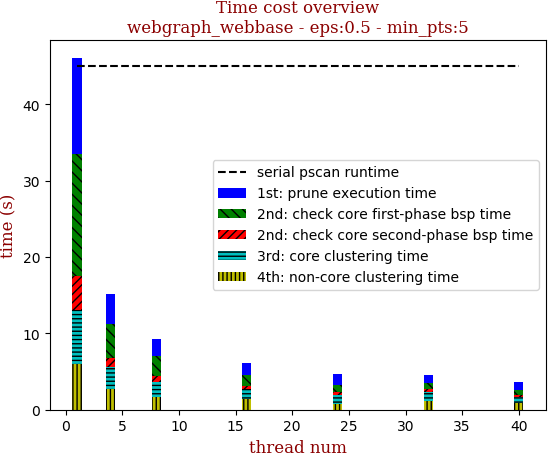 Time cost overview
webgraph_webbase - eps:0.5 - min_pts:5
time (s)
40
30
20
10
0
serial pscan runtime
1st: prune execution time
2nd: check core first-phase bsp time
2nd: check core second-phase bsp time
3rd: core clustering time
4th: non-core clustering time
0 5 10 15 20 25 30 35 40
thread num